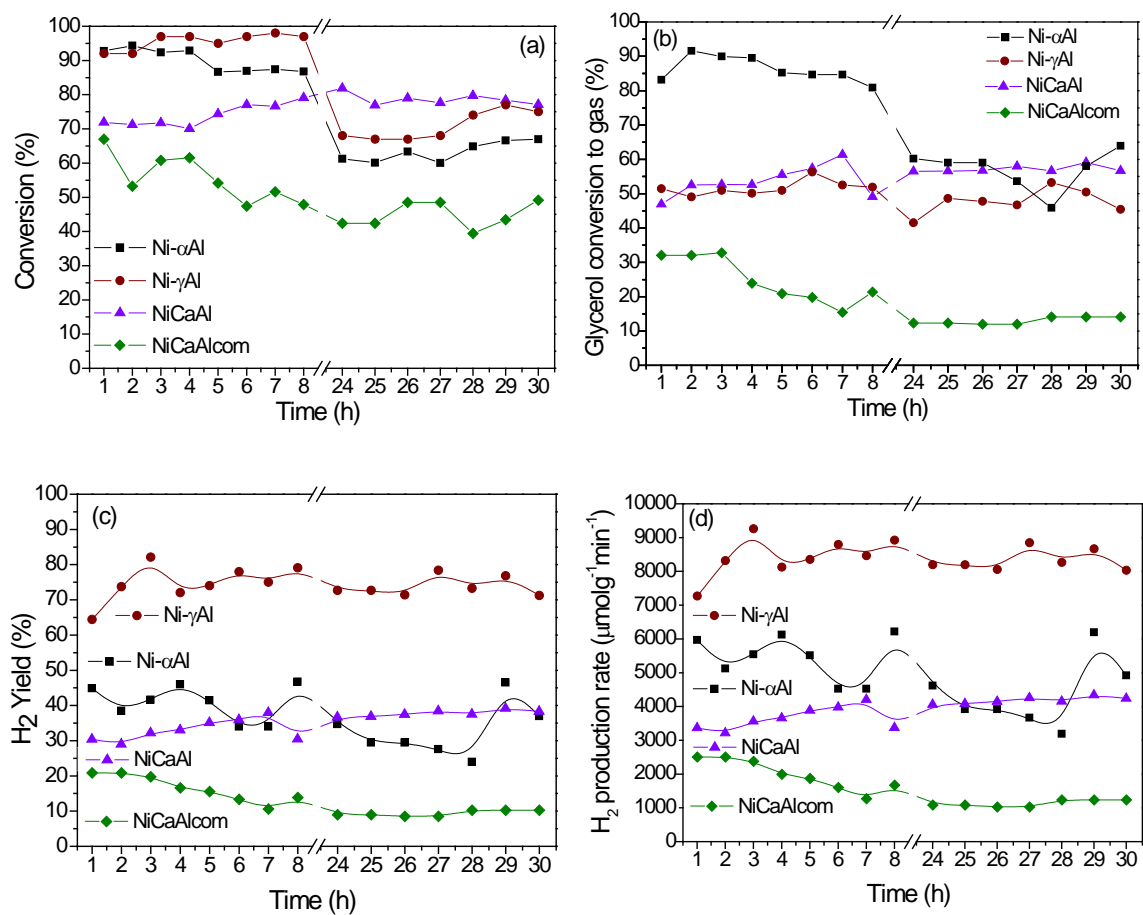 (a)
Conversion (%)
100
90
80
70
60
50
40
30
20
10
0
Ni-αAl
Ni-γAl
NiCaAl
NiCaAlcom
1 2 3 4 5 6 7 8 24 25 26 27 28 29 30
Time (h)
(b)
Glycerol conversion to gas (%)
100
90
80
70
60
50
40
30
20
10
0
Ni-αAl
Ni-γAl
NiCaAl
NiCaAlcom
1 2 3 4 5 6 7 8 24 25 26 27 28 29 30
Time (h)
(c)
H2 Yield (%)
100
90
80
70
60
50
40
30
20
10
0
Ni-γAl
Ni-αAl
NiCaAl
NiCaAlcom
1 2 3 4 5 6 7 8 24 25 26 27 28 29 30
Time (h)
(d)
H₂ production rate (μmolg⁻¹min⁻¹)
10000
9000
8000
7000
6000
5000
4000
3000
2000
1000
0
Ni-γAl
Ni-αAl
NiCaAl
NiCaAlcom
1 2 3 4 5 6 7 8 24 25 26 27 28 29 30
Time (h)